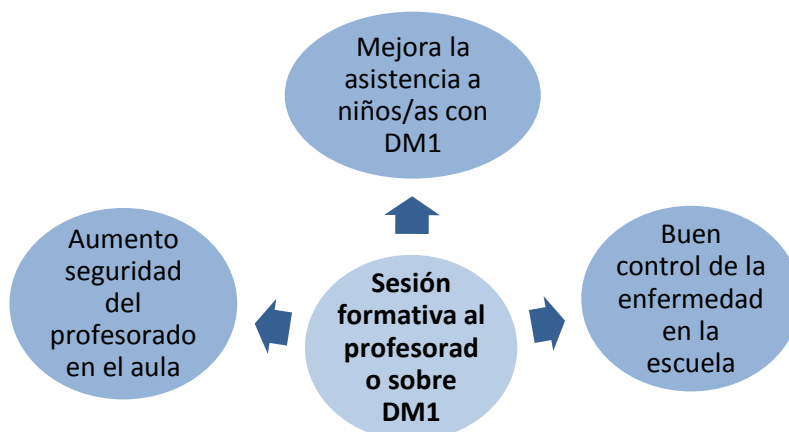 Mejora la
asistencia a
niños/as con
DM1
Aumento
seguridad
del
profesorado
en el aula
Sesión
formativa al
profesorad
o sobre
DM1
Buen
control de la
enfermedad
en la
escuela